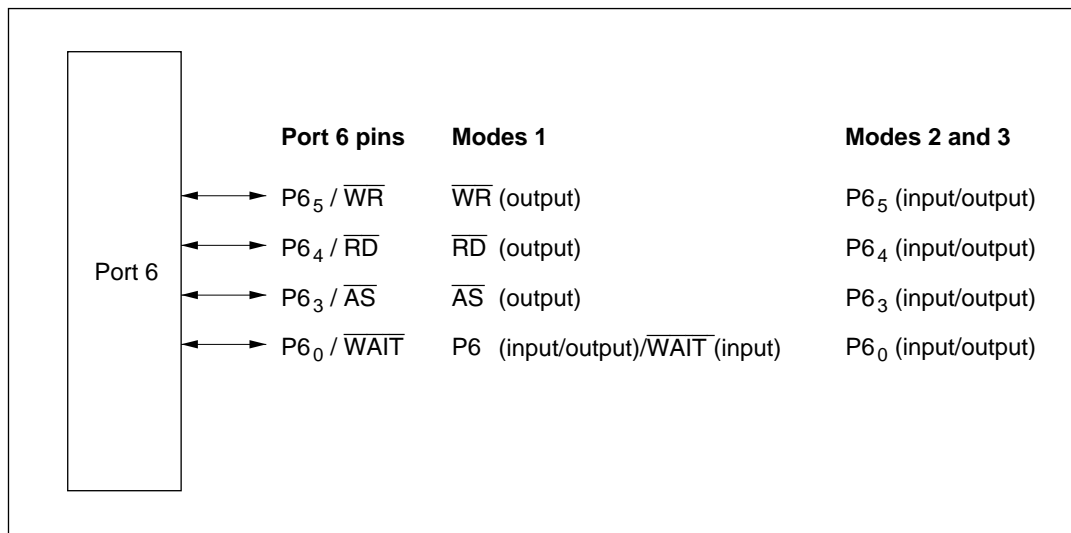 Port 6 pins Modes 1 Modes 2 and 3
P6₅ / W̅R̅ W̅R̅ (output) P6₅ (input/output)
P6₄ / R̅D̅ R̅D̅ (output) P6₄ (input/output)
Port 6
P6₃ / A̅S̅ A̅S̅ (output) P6₃ (input/output)
P6₀ / W̅A̅I̅T̅ P6 (input/output)/W̅A̅I̅T̅ (input) P6₀ (input/output)